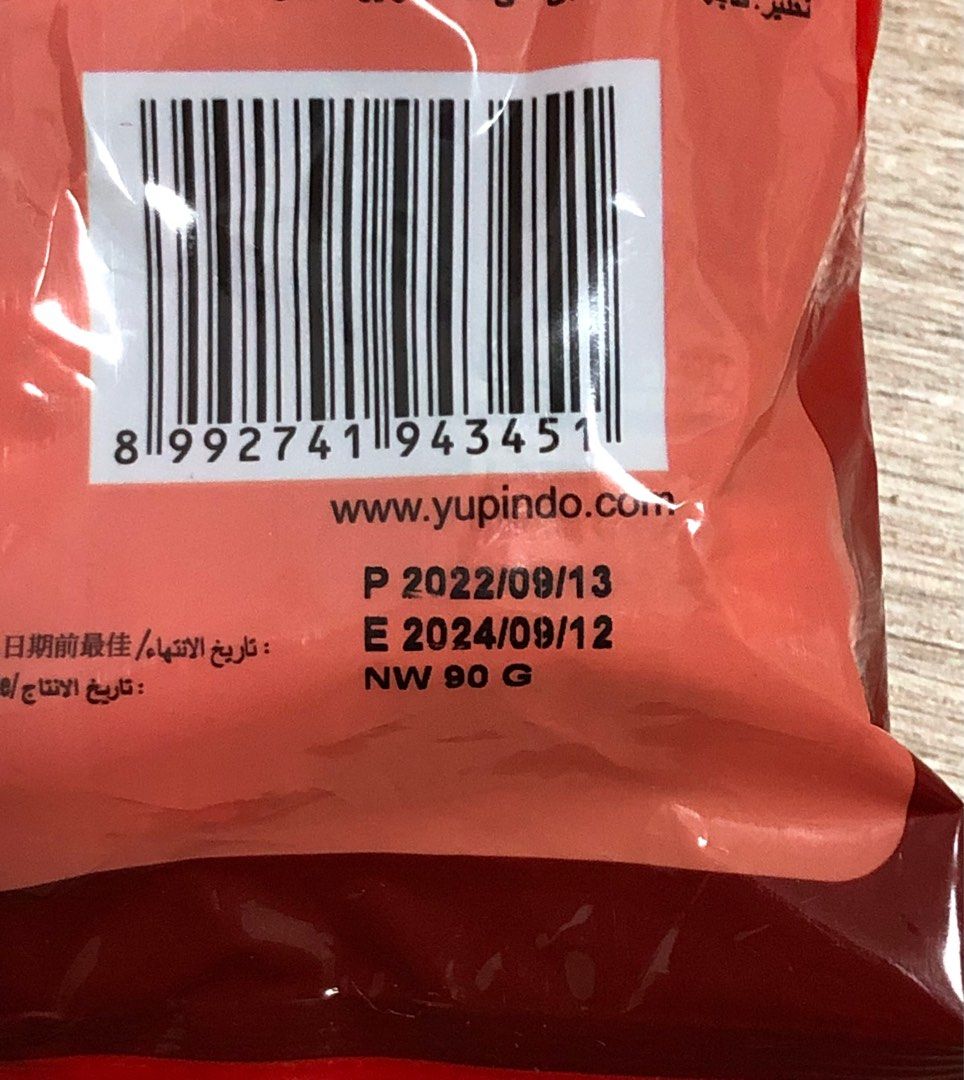 8 992741 943451
www.yupindo.com
P 2022/09/13
E 2024/09/12
日期前最佳/تاريخ الانتهاء :
NW 90 G
/تاريخ الانتاج :